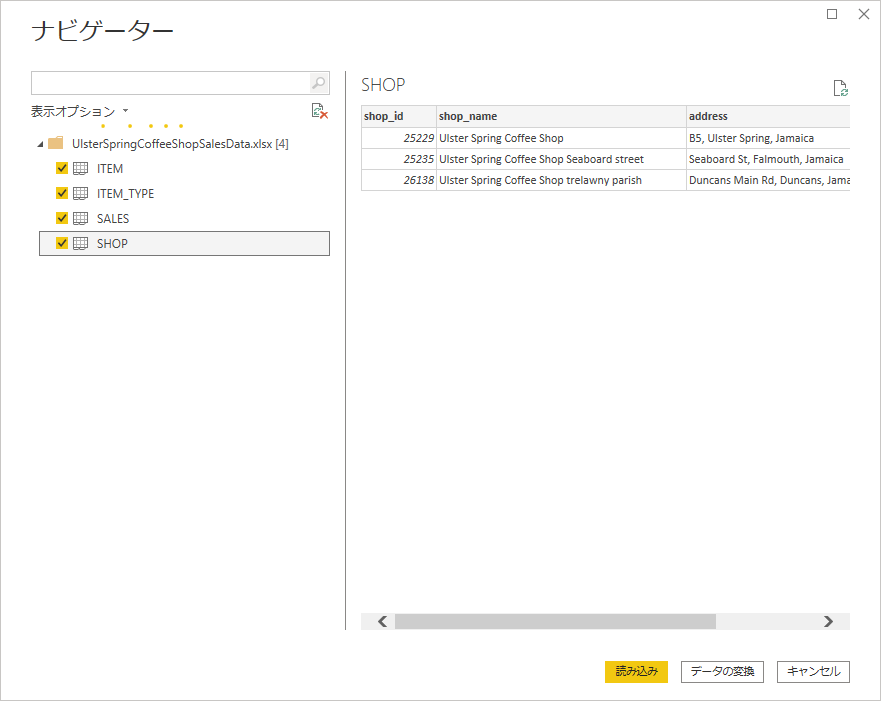 ナビゲーター
表示オプション
UlsterSpringCoffeeShopSalesData.xlsx [4]
ITEM
ITEM_TYPE
SALES
SHOP
SHOP
shop_id shop_name address
25229 Ulster Spring Coffee Shop B5, Ulster Spring, Jamaica
25235 Ulster Spring Coffee Shop Seaboard street Seaboard St, Falmouth, Jamaica
26138 Ulster Spring Coffee Shop trelawny parish Duncans Main Rd, Duncans, Jama
読み込み データの変換 キャンセル